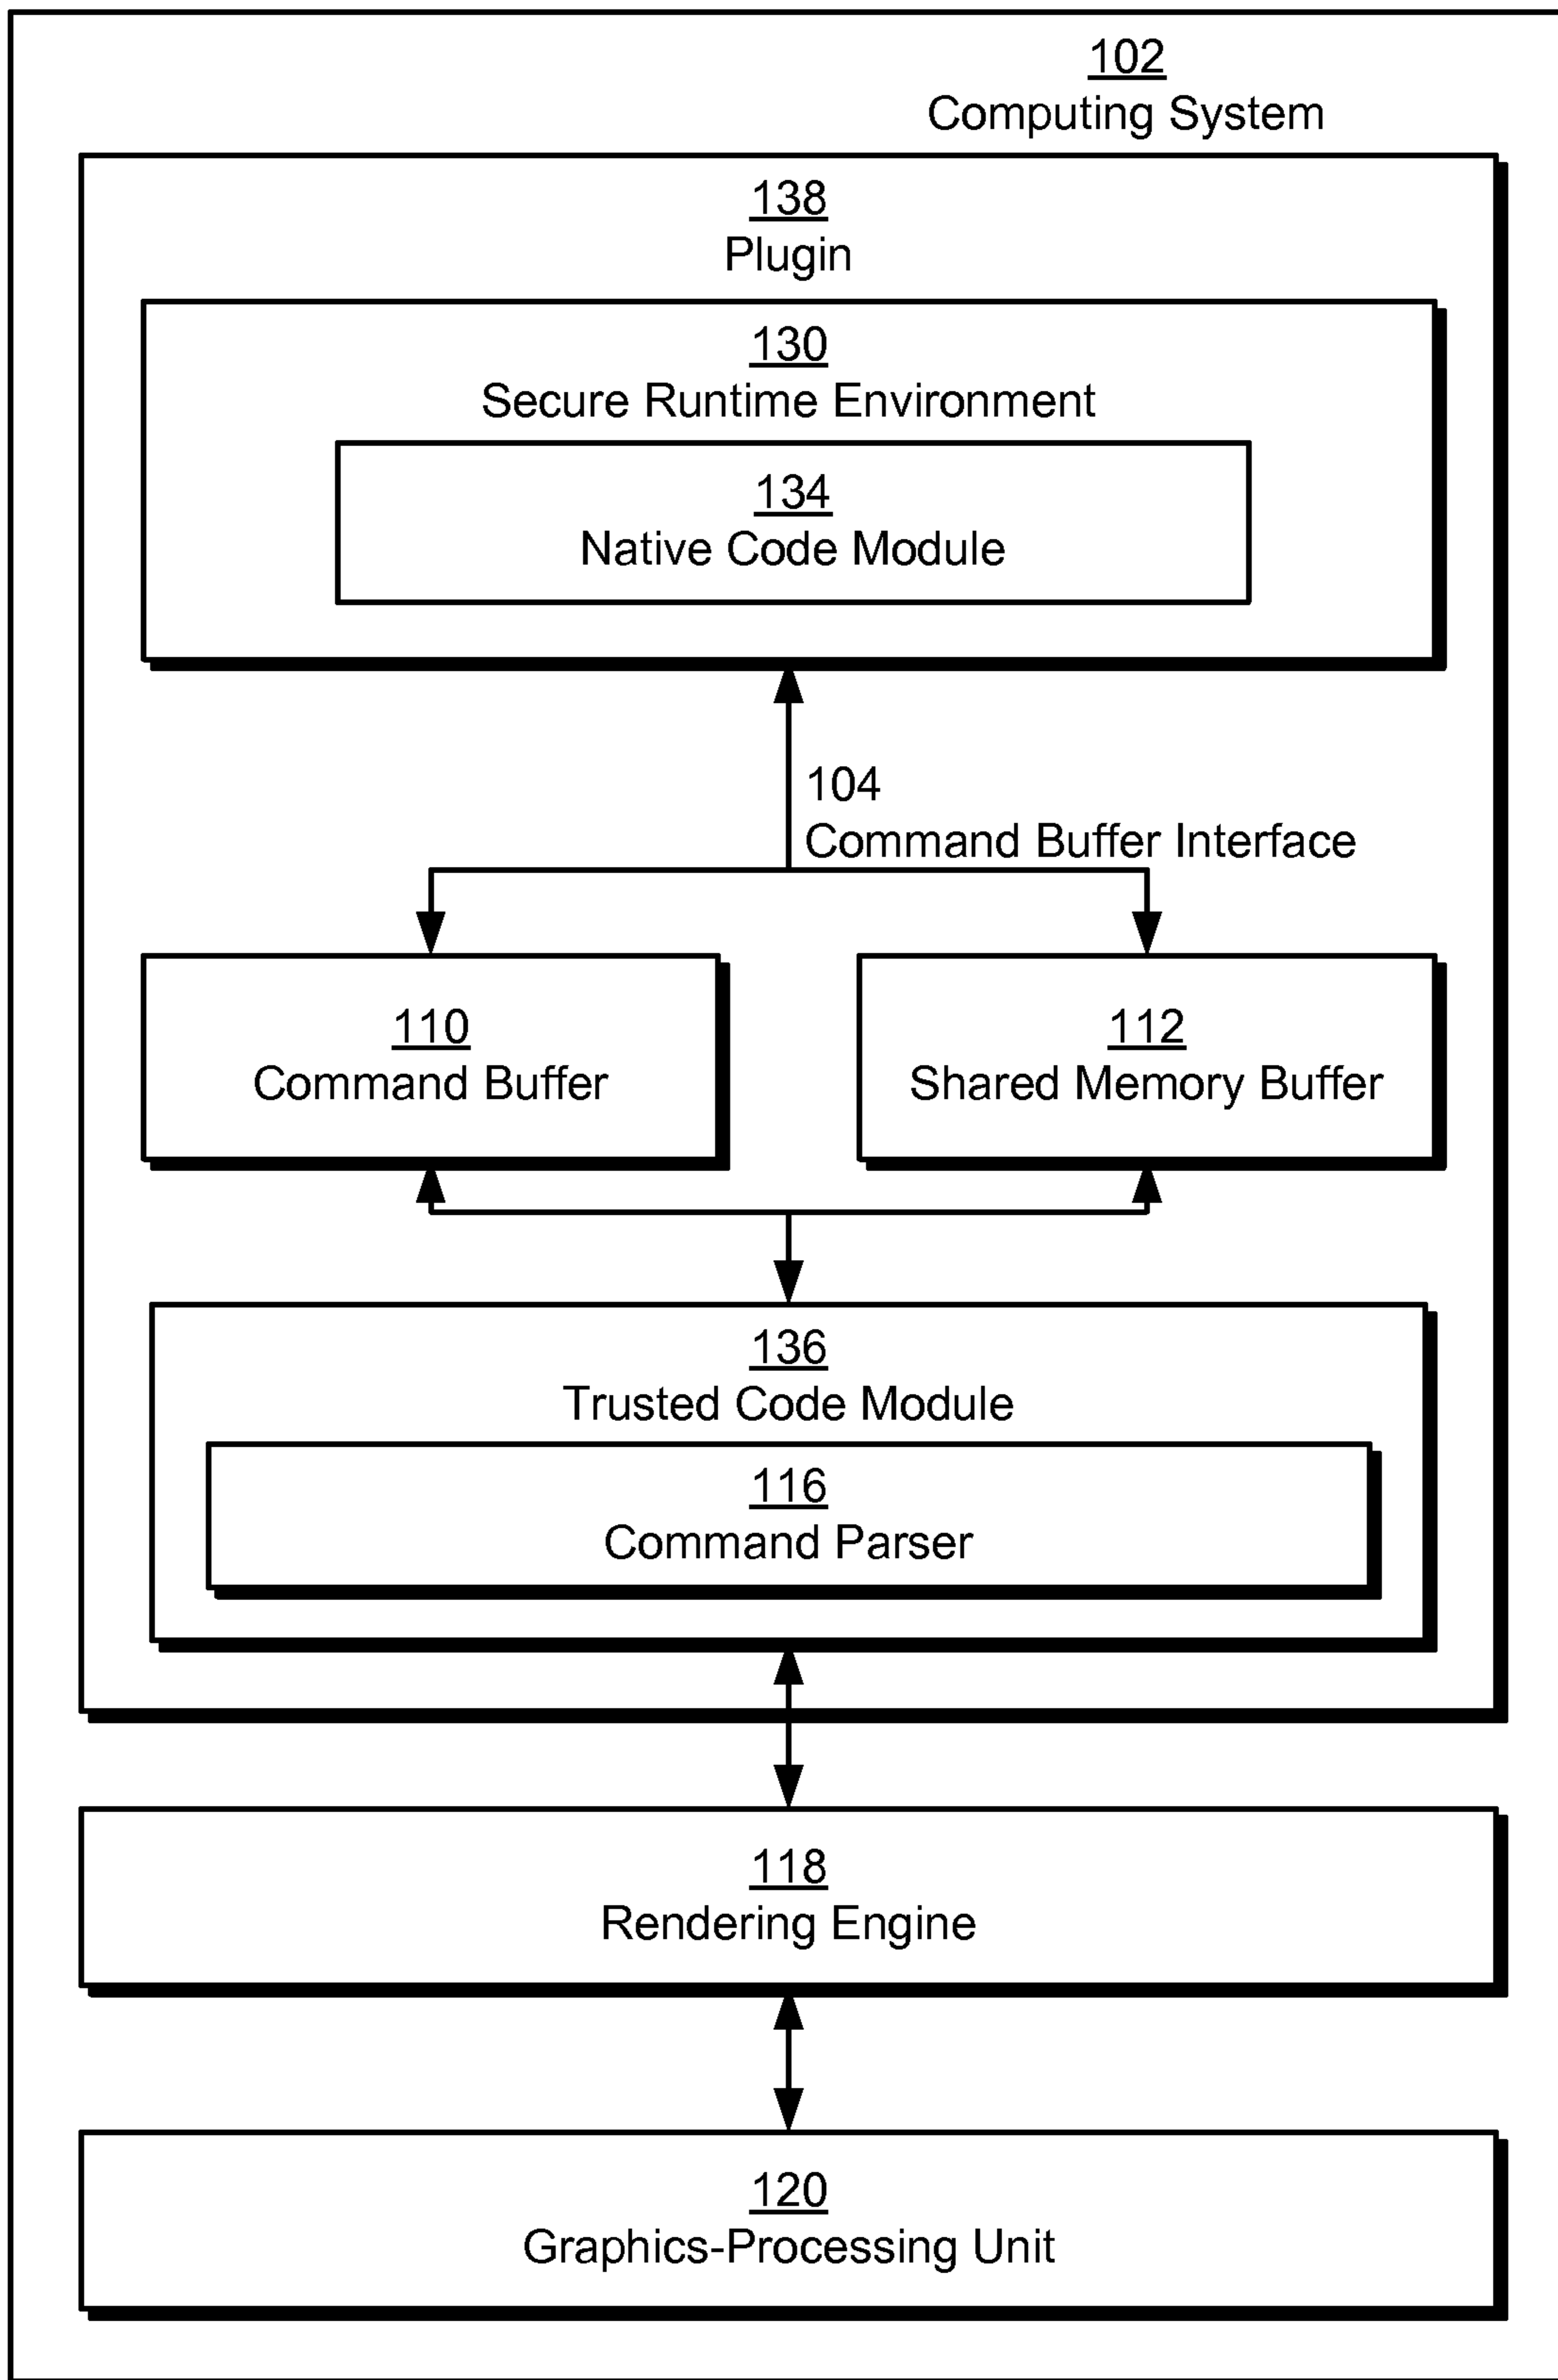 102
Computing System
138
Plugin
130
Secure Runtime Environment
134
Native Code Module
104
Command Buffer Interface
110
Command Buffer
112
Shared Memory Buffer
136
Trusted Code Module
116
Command Parser
118
Rendering Engine
120
Graphics-Processing Unit